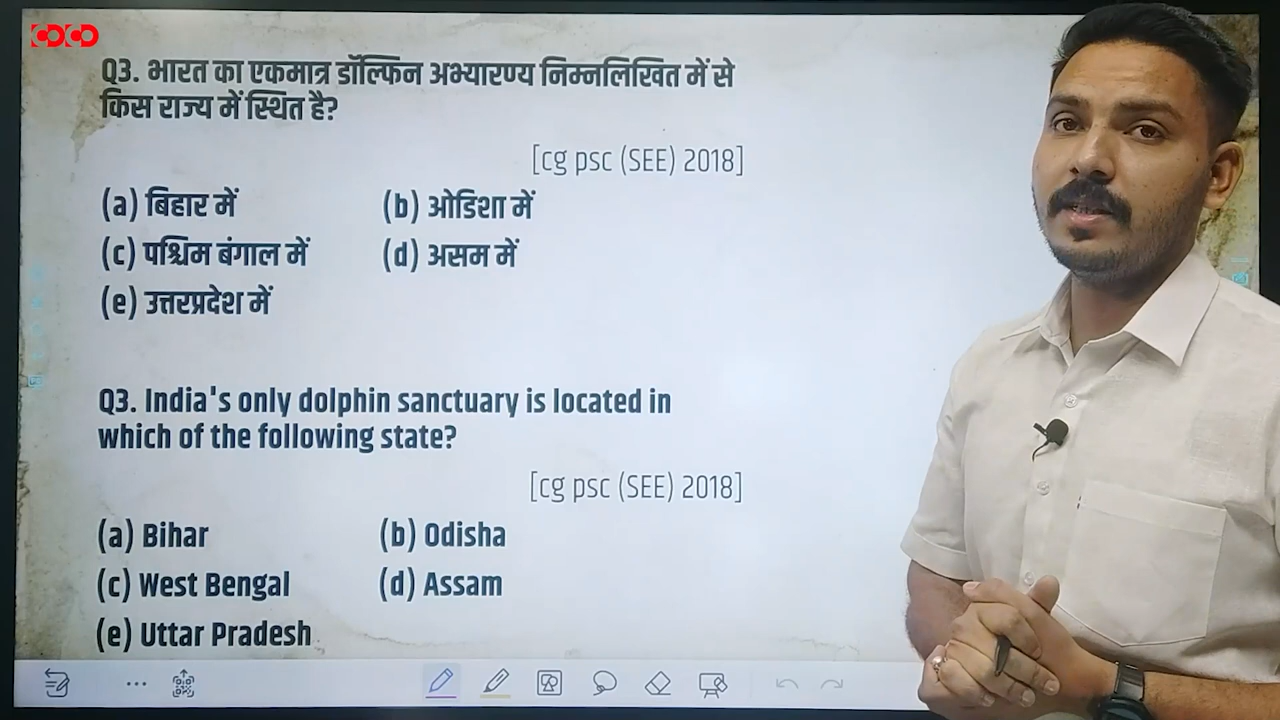 Q3. भारत का एकमात्र डॉल्फिन अभ्यारण्य निम्नलिखित में से
किस राज्य में स्थित है?
[cg psc (SEE) 2018]
(a) बिहार में (b) ओडिशा में
(c) पश्चिम बंगाल में (d) असम में
(e) उत्तरप्रदेश में
Q3. India's only dolphin sanctuary is located in
which of the following state?
[cg psc (SEE) 2018]
(a) Bihar (b) Odisha
(c) West Bengal (d) Assam
(e) Uttar Pradesh